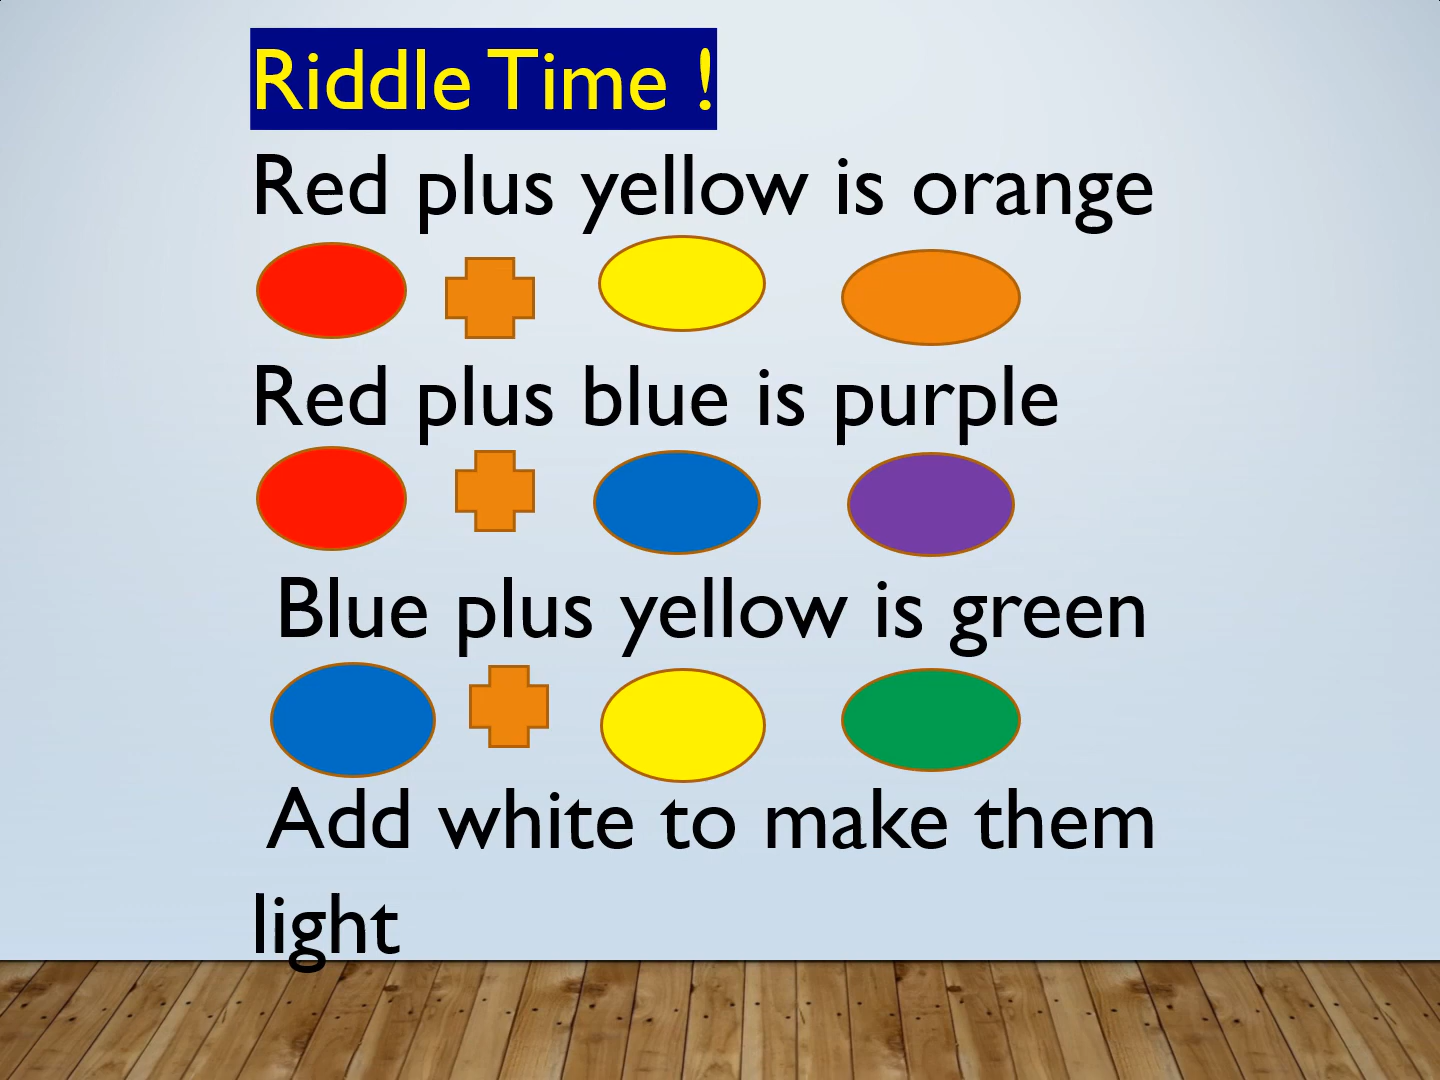 Riddle Time !
Red plus yellow is orange
Red plus blue is purple
Blue plus yellow is green
Add white to make them
light